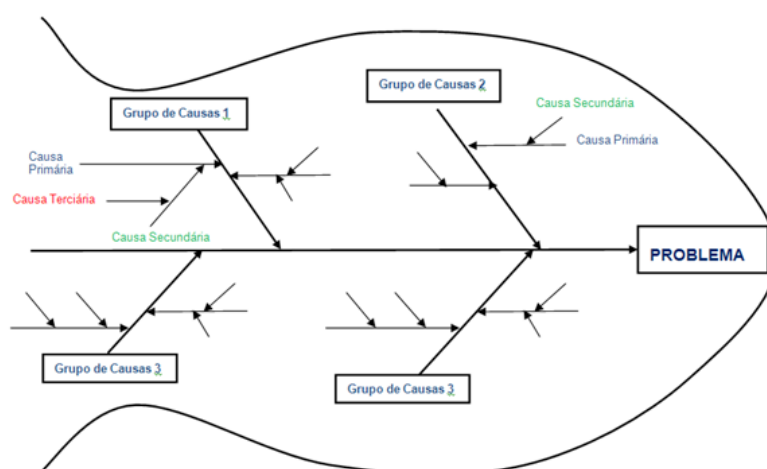 Grupo de Causas 2
Grupo de Causas 1
Causa Secundária
Causa Primária
Causa
Primária
Causa Terciária
Causa Secundária
PROBLEMA
Grupo de Causas 3
Grupo de Causas 3